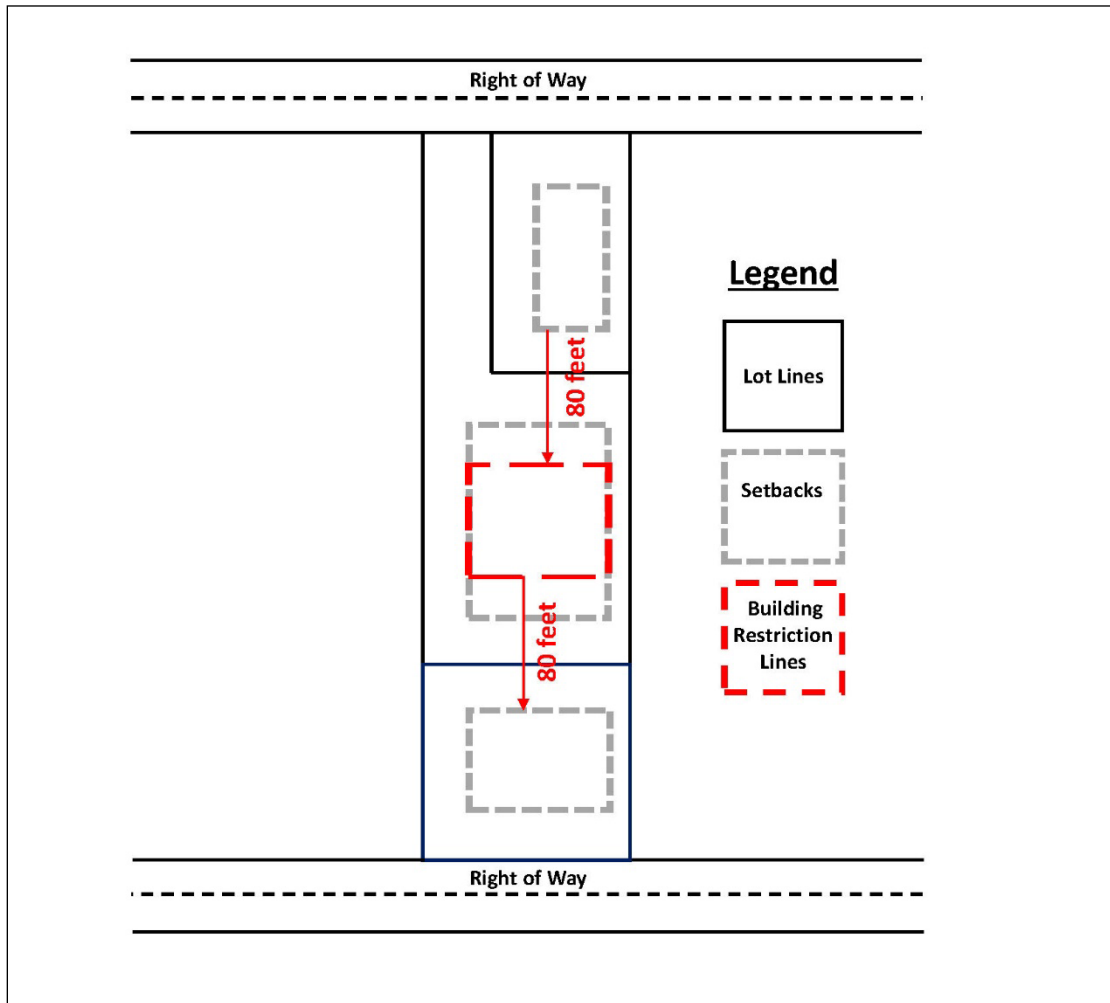 Right of Way
Legend
Lot Lines
80 feet
Setbacks
Building
Restriction
Lines
80 feet
Right of Way